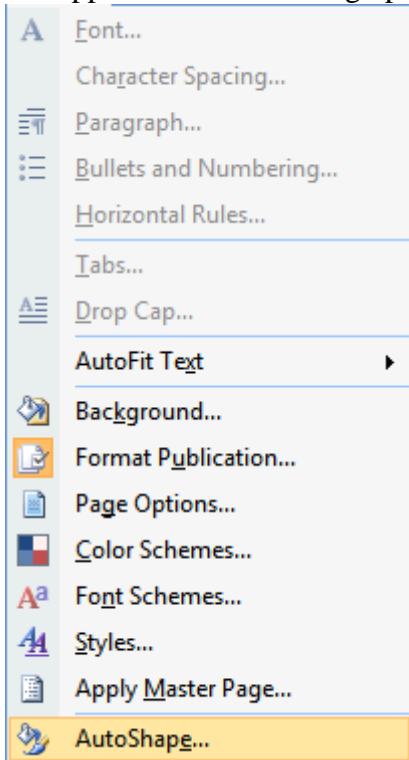 Font...
Character Spacing...
Paragraph...
Bullets and Numbering...
Horizontal Rules...
Tabs...
Drop Cap...
AutoFit Text
Background...
Format Publication...
Page Options...
Color Schemes...
Font Schemes...
Styles...
Apply Master Page...
AutoShape...